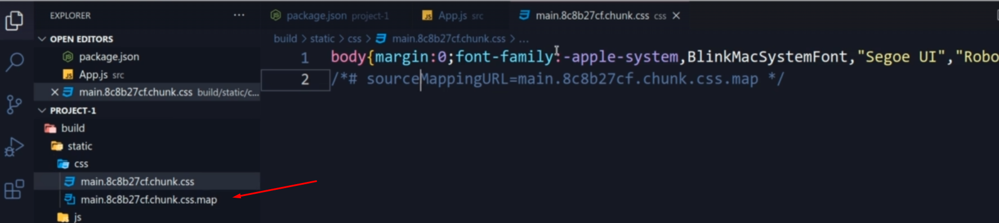 EXPLORER ...
OPEN EDITORS
package.json
App.js src
main.8c8b27cf.chunk.css build/static/c...
PROJECT-1
build
static
css
main.8c8b27cf.chunk.css
main.8c8b27cf.chunk.css.map
js
package.json project-1 App.js src main.8c8b27cf.chunk.css css
build > static > css > main.8c8b27cf.chunk.css > ...
1 body{margin:0;font-family:-apple-system,BlinkMacSystemFont,"Segoe UI","Robo
2 /*# sourceMappingURL=main.8c8b27cf.chunk.css.map */